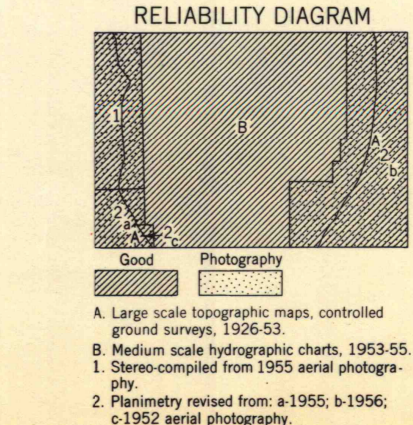 RELIABILITY DIAGRAM
1
B
A
2
b
2
a
A
2
c
Good Photography
A. Large scale topographic maps, controlled
ground surveys, 1926-53.
B. Medium scale hydrographic charts, 1953-55.
1. Stereo-compiled from 1955 aerial photogra-
phy.
2. Planimetry revised from: a-1955; b-1956;
c-1952 aerial photography.